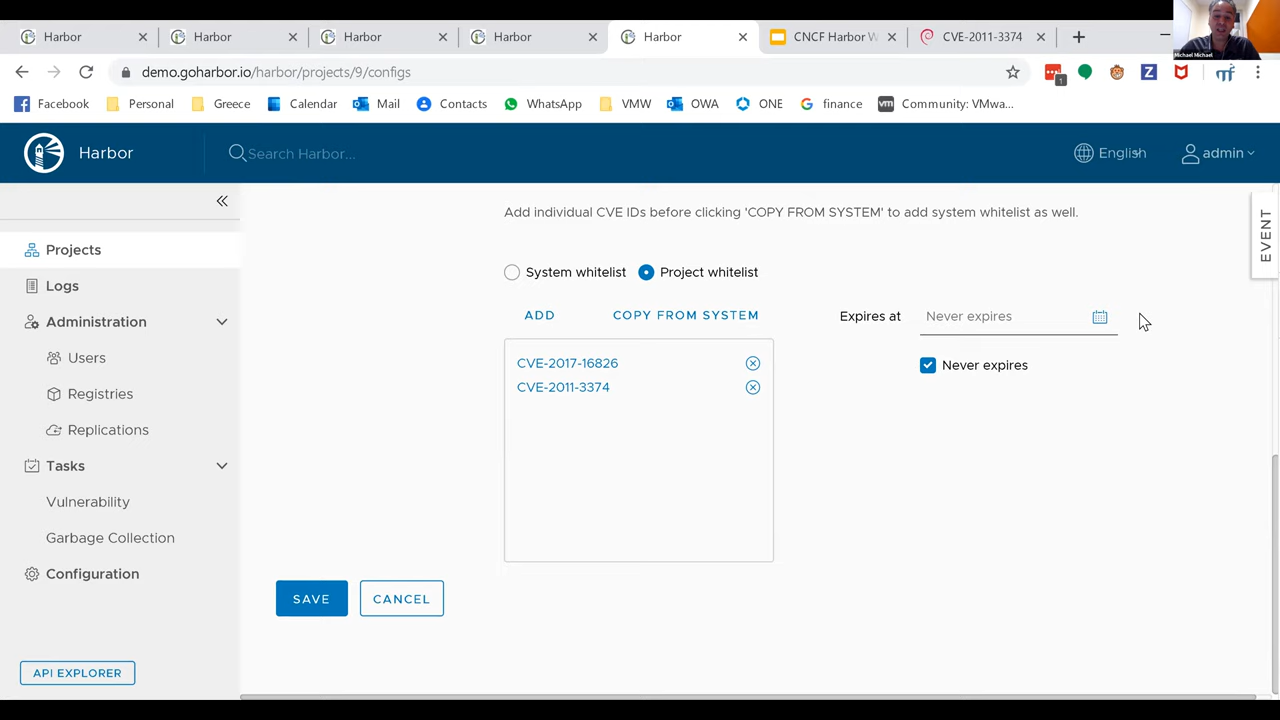 Harbor
Harbor
Harbor
Harbor
Harbor
CNCF Harbor W
CVE-2011-3374
Michael Michael
demo.goharbor.io/harbor/projects/9/configs
1
Facebook
Personal
Greece
Calendar
Mail
Contacts
WhatsApp
VMW
OWA
ONE
finance
vm
Community: VMwa...
Harbor
Search Harbor...
English
admin
EVENT
Projects
Logs
Administration
Users
Registries
Replications
Tasks
Vulnerability
Garbage Collection
Configuration
API EXPLORER
Add individual CVE IDs before clicking 'COPY FROM SYSTEM' to add system whitelist as well.
System whitelist
Project whitelist
ADD
COPY FROM SYSTEM
Expires at
Never expires
CVE-2017-16826
CVE-2011-3374
Never expires
SAVE
CANCEL